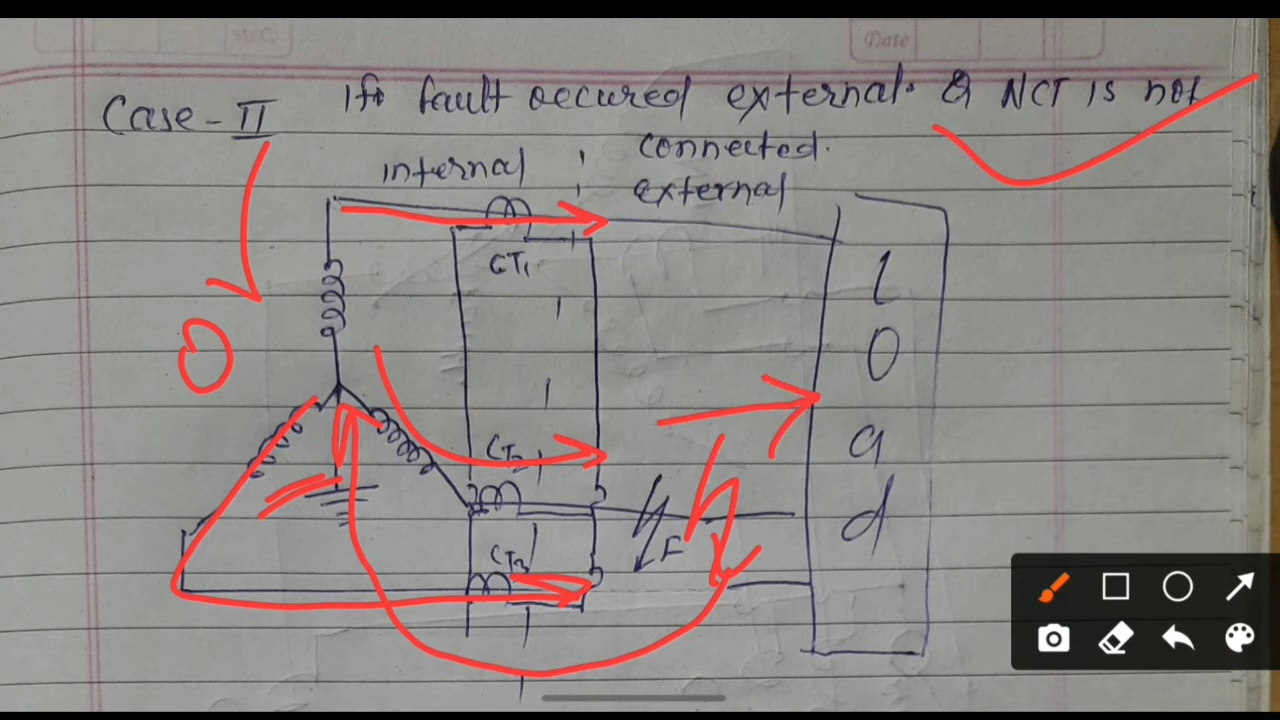 Date
Case - II If fault occured external. & NCT is not
connected.
internal external
CT1
L
O
a
d
CT2
F
CT3